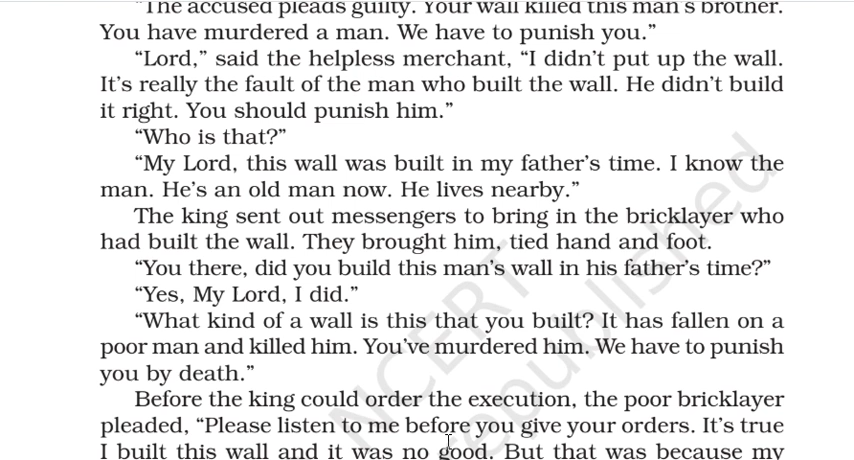 "The accused pleads guilty. Your wall killed this man's brother.
You have murdered a man. We have to punish you."
"Lord," said the helpless merchant, "I didn't put up the wall.
It's really the fault of the man who built the wall. He didn't build
it right. You should punish him."
"Who is that?"
"My Lord, this wall was built in my father's time. I know the
man. He's an old man now. He lives nearby."
The king sent out messengers to bring in the bricklayer who
had built the wall. They brought him, tied hand and foot.
"You there, did you build this man's wall in his father's time?"
"Yes, My Lord, I did."
"What kind of a wall is this that you built? It has fallen on a
poor man and killed him. You've murdered him. We have to punish
you by death."
Before the king could order the execution, the poor bricklayer
pleaded, "Please listen to me before you give your orders. It's true
I built this wall and it was no good. But that was because my
NCERT
republished